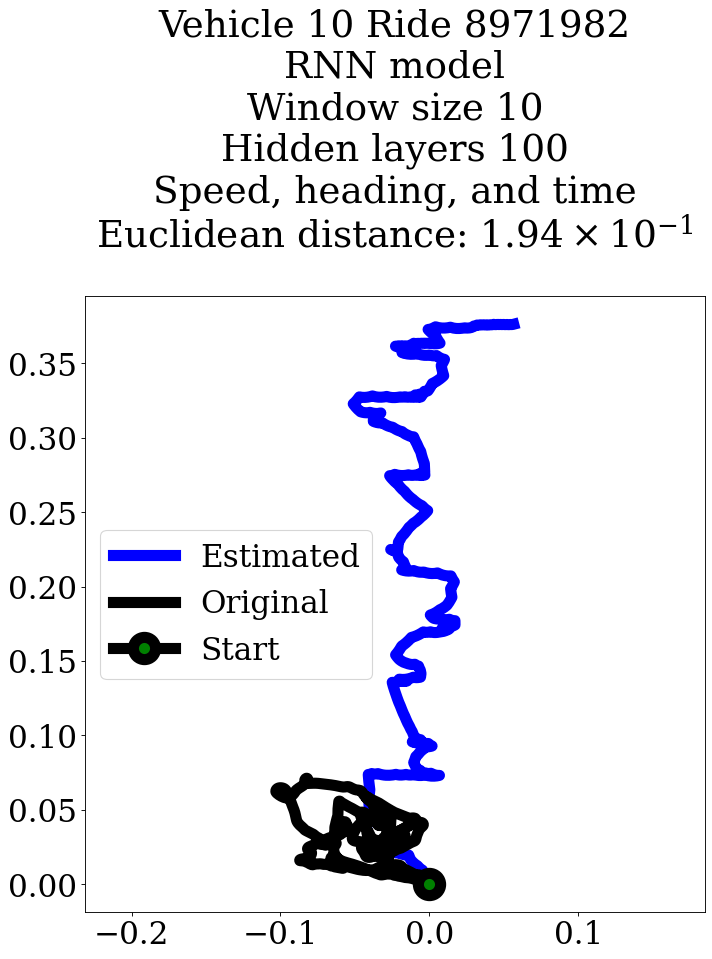 Vehicle 10 Ride 8971982
RNN model
Window size 10
Hidden layers 100
Speed, heading, and time
Euclidean distance: 1.94 × 10⁻¹
0.35
0.30
0.25
0.20
0.15
0.10
0.05
0.00
Estimated
Original
Start
−0.2
−0.1
0.0
0.1